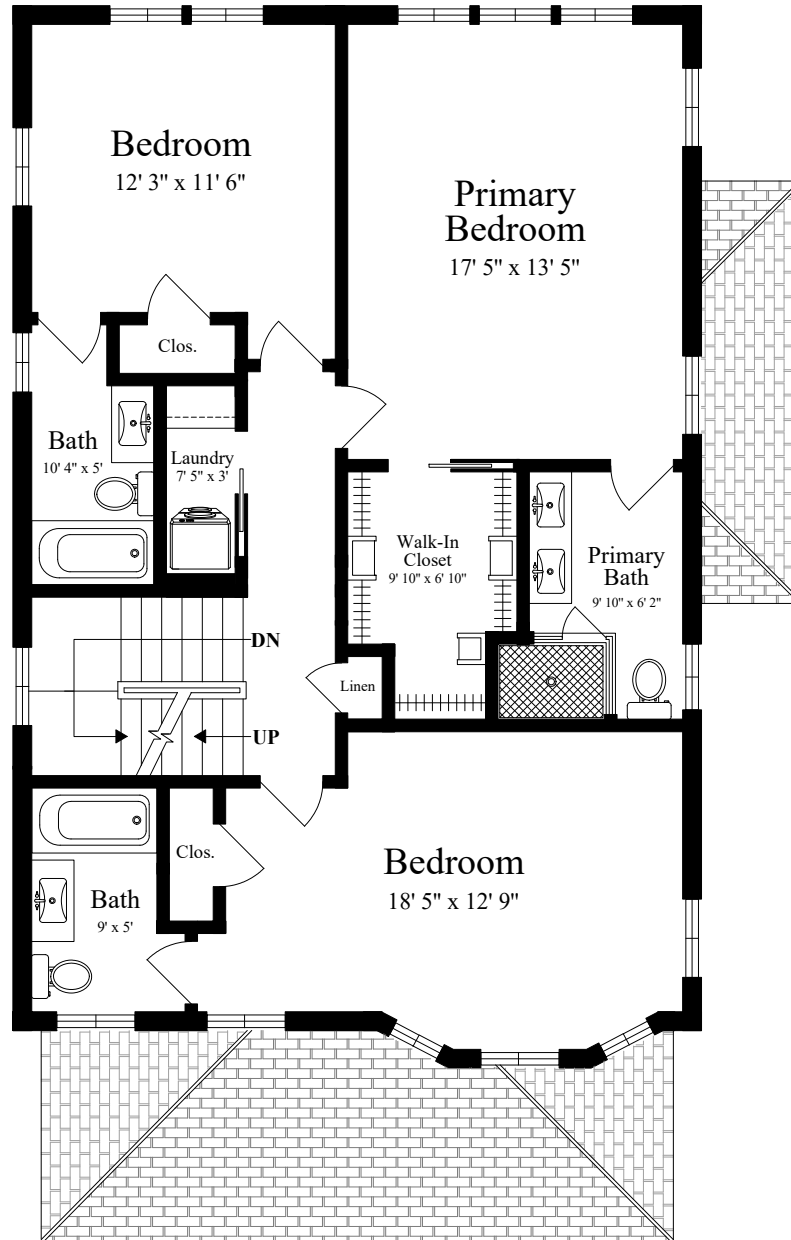 Bedroom
12' 3" x 11' 6"
Primary
Bedroom
17' 5" x 13' 5"
Clos.
Bath
10' 4" x 5'
Laundry
7' 5" x 3'
Walk-In
Closet
9' 10" x 6' 10"
Primary
Bath
9' 10" x 6' 2"
DN
Linen
UP
Clos.
Bedroom
18' 5" x 12' 9"
Bath
9' x 5'